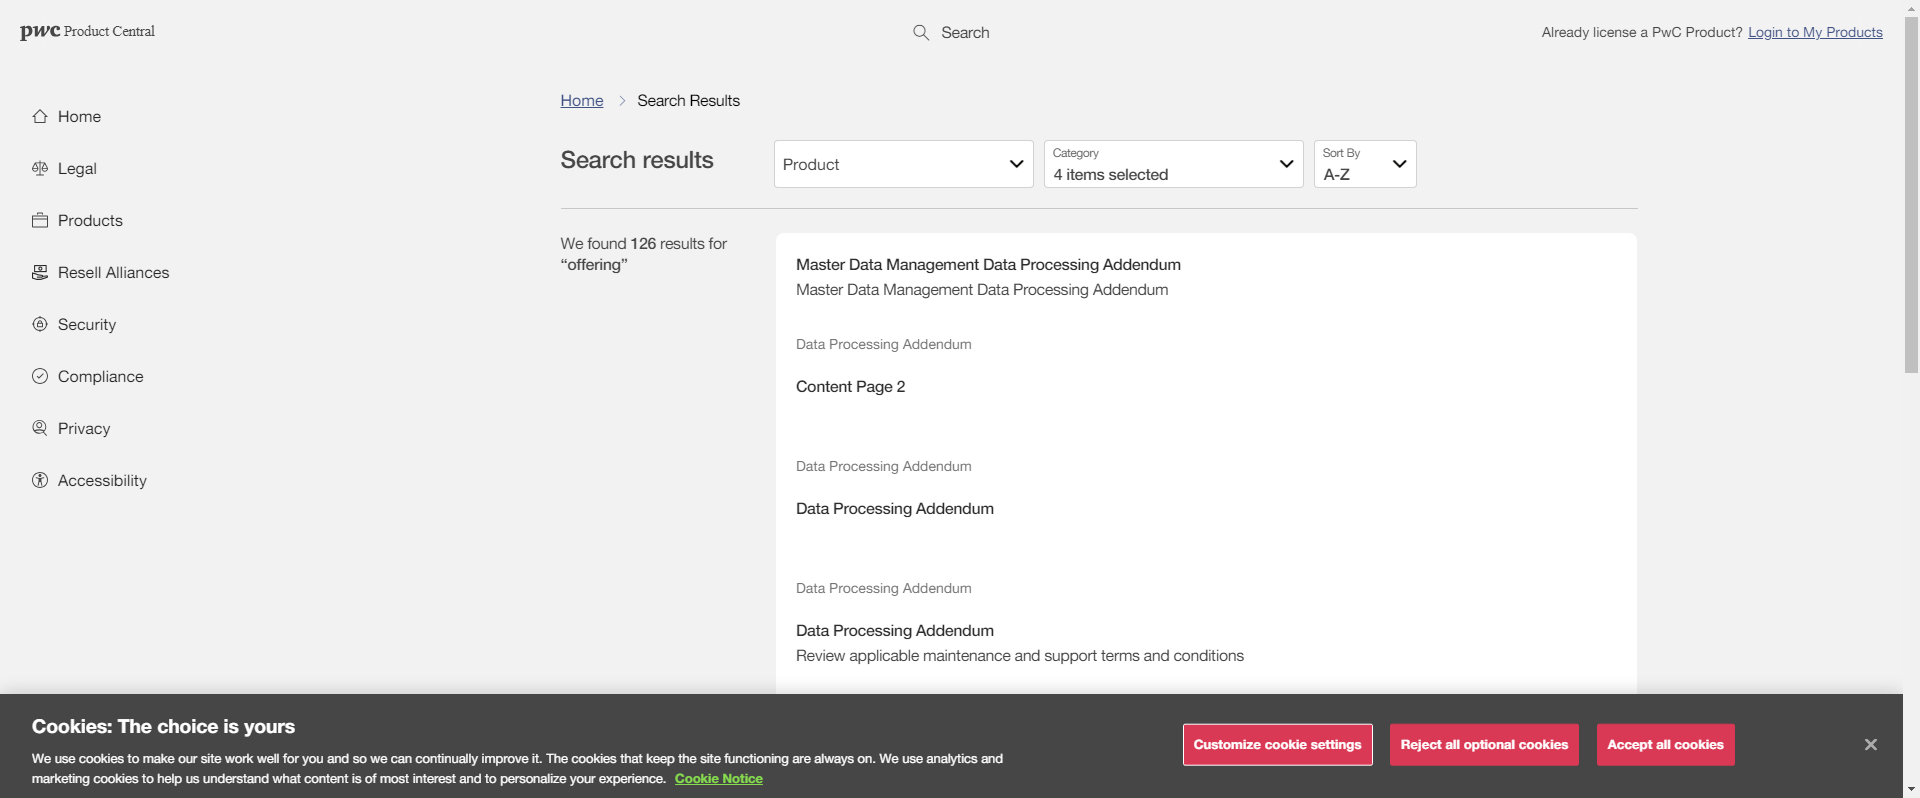 pwc Product Central
Search
Already license a PwC Product? Login to My Products
Home
Legal
Products
Resell Alliances
Security
Compliance
Privacy
Accessibility
Home > Search Results
Search results
Product
Category
4 items selected
Sort By
A-Z
We found 126 results for
“offering”
Master Data Management Data Processing Addendum
Master Data Management Data Processing Addendum
Data Processing Addendum
Content Page 2
Data Processing Addendum
Data Processing Addendum
Data Processing Addendum
Data Processing Addendum
Review applicable maintenance and support terms and conditions
Cookies: The choice is yours
We use cookies to make our site work well for you and so we can continually improve it. The cookies that keep the site functioning are always on. We use analytics and
marketing cookies to help us understand what content is of most interest and to personalize your experience. Cookie Notice
Customize cookie settings
Reject all optional cookies
Accept all cookies